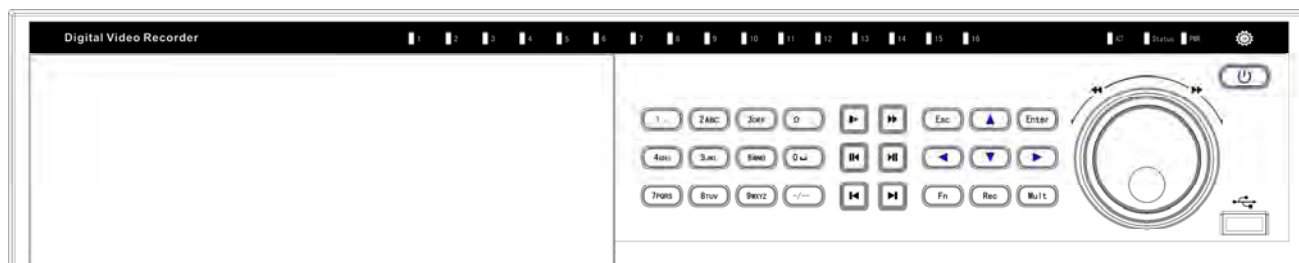 Digital Video Recorder 1 2 3 4 5 6 7 8 9 10 11 12 13 14 15 16 ACT Status PWR
1 2ABC 3DEF Esc Enter
4GHI 5JKL 6MNO 0
7PQRS 8TUV 9WXYZ -/-- Fn Rec Mult